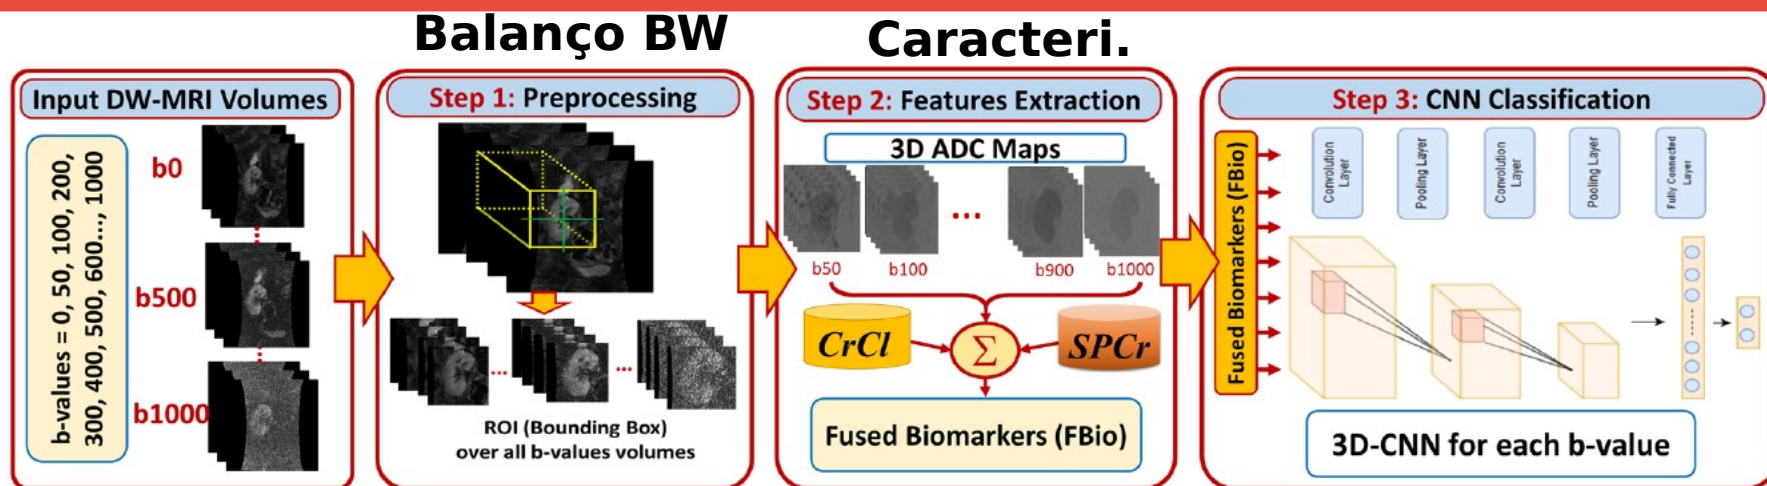 Balanço BW
Caracteri.
Input DW-MRI Volumes
b-values = 0, 50, 100, 200,
300, 400, 500, 600..., 1000
b0
b500
b1000
Step 1: Preprocessing
ROI (Bounding Box)
over all b-values volumes
Step 2: Features Extraction
3D ADC Maps
...
b50
b100
b900
b1000
CrCl
Σ
SPCr
Fused Biomarkers (FBio)
Step 3: CNN Classification
Fused Biomarkers (FBio)
Convolution
Layer
Pooling Layer
Convolution
Layer
Pooling Layer
Fully Connected
Layer
3D-CNN for each b-value